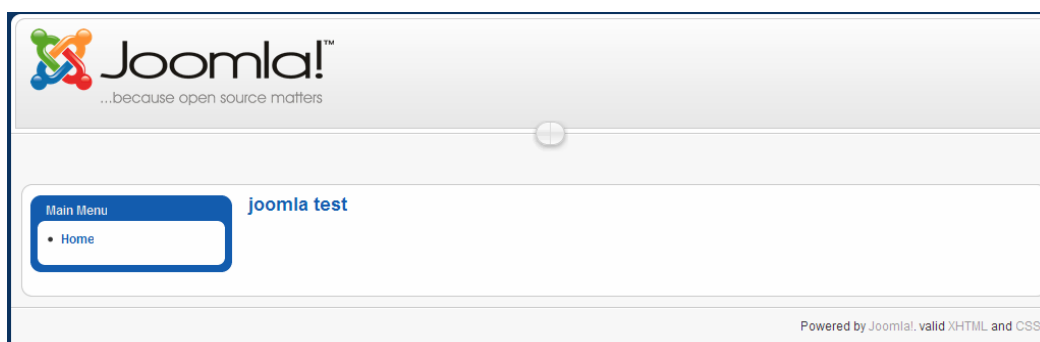 Joomla!™
...because open source matters
Main Menu
joomla test
• Home
Powered by Joomla!. valid XHTML and CSS